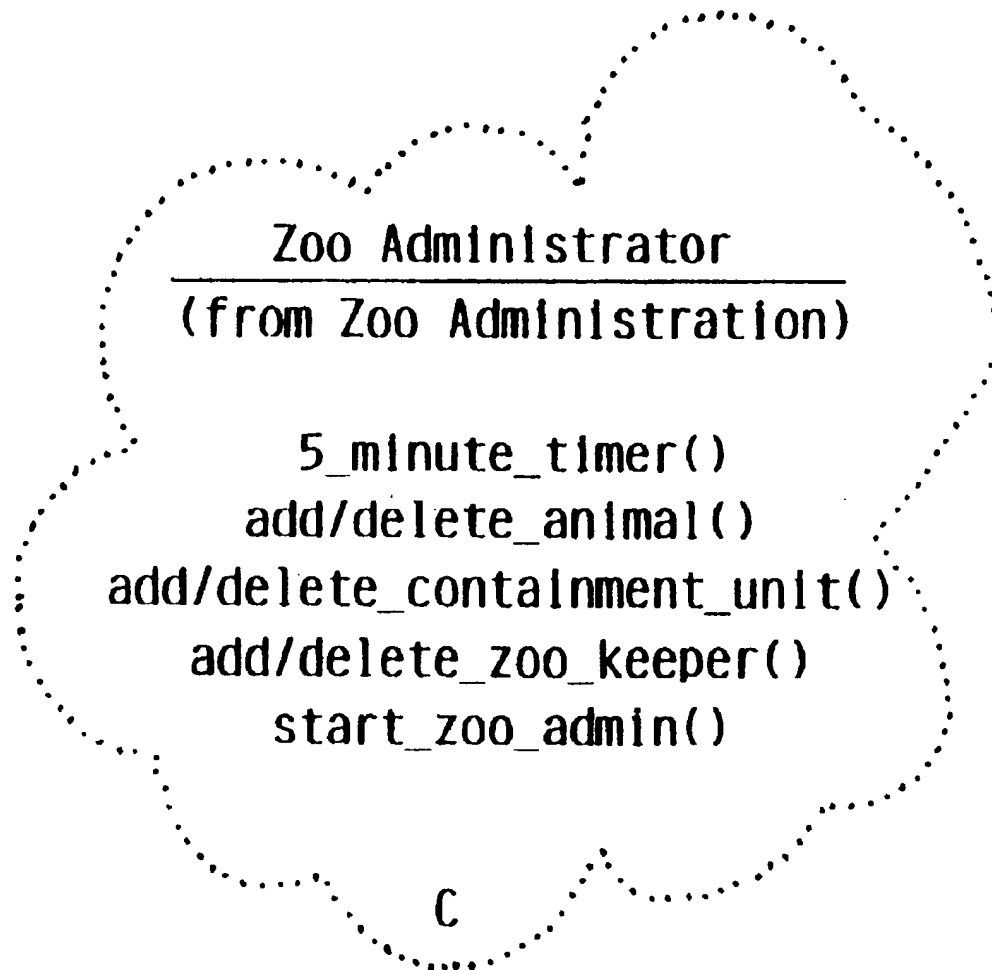 Zoo Administrator
(from Zoo Administration)
5_minute_timer()
add/delete_animal()
add/delete_containment_unit()
add/delete_zoo_keeper()
start_zoo_admin()
C